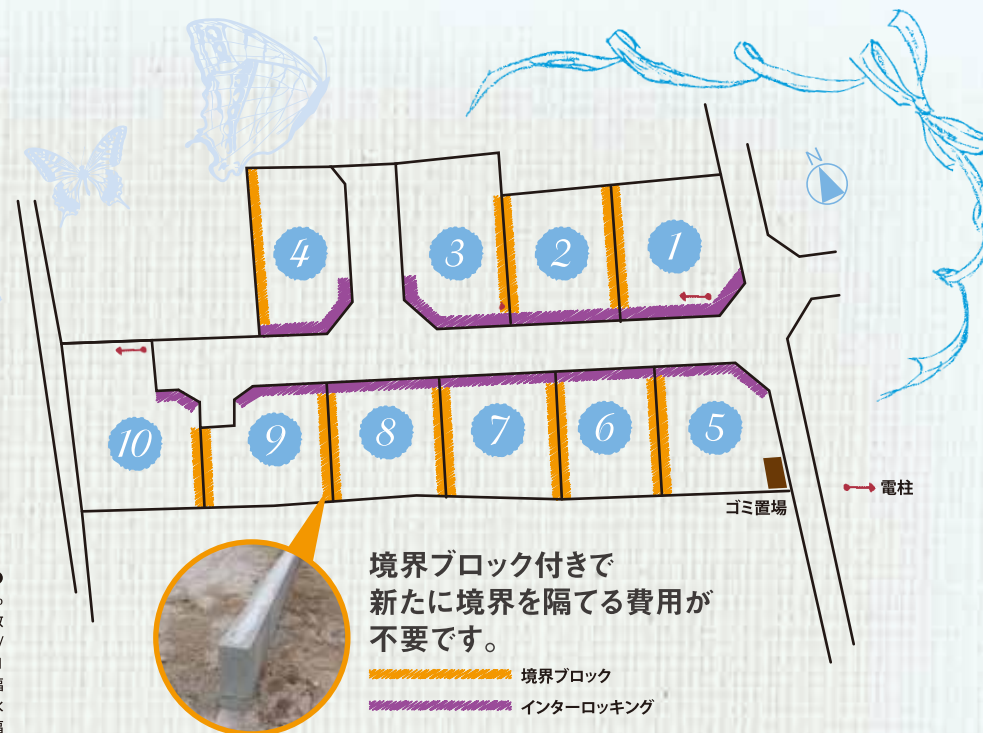 N
4
3
2
1
10
9
8
7
6
5
電柱
ゴミ置場
境界ブロック付きで
新たに境界を隔てる費用が
不要です。
境界ブロック
インターロッキング